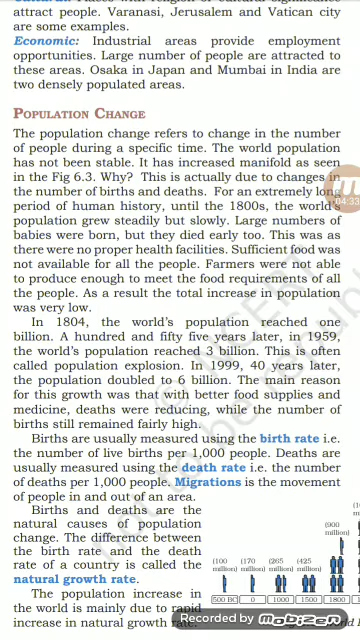 attract people. Varanasi, Jerusalem and Vatican city
are some examples.
Economic: Industrial areas provide employment
opportunities. Large number of people are attracted to
these areas. Osaka in Japan and Mumbai in India are
two densely populated areas.
POPULATION CHANGE
The population change refers to change in the number
of people during a specific time. The world population
has not been stable. It has increased manifold as seen
in the Fig 6.3. Why? This is actually due to changes in
the number of births and deaths. For an extremely long
period of human history, until the 1800s, the world's
population grew steadily but slowly. Large numbers of
babies were born, but they died early too. This was as
there were no proper health facilities. Sufficient food was
not available for all the people. Farmers were not able
to produce enough to meet the food requirements of all
the people. As a result the total increase in population
was very low.
In 1804, the world's population reached one
billion. A hundred and fifty five years later, in 1959,
the world's population reached 3 billion. This is often
called population explosion. In 1999, 40 years later,
the population doubled to 6 billion. The main reason
for this growth was that with better food supplies and
medicine, deaths were reducing, while the number of
births still remained fairly high.
Births are usually measured using the birth rate i.e.
the number of live births per 1,000 people. Deaths are
usually measured using the death rate i.e. the number
of deaths per 1,000 people. Migrations is the movement
of people in and out of an area.
Births and deaths are the
natural causes of population
change. The difference between
the birth rate and the death
rate of a country is called the
natural growth rate.
The population increase in
the world is mainly due to rapid
increase in natural growth rate.
04:33
(100 million)
(170 million)
(265 million)
(425 million)
(900 million)
500 BC
0
1000
1500
1800
RECORDED BY
SCREEN RECORDER